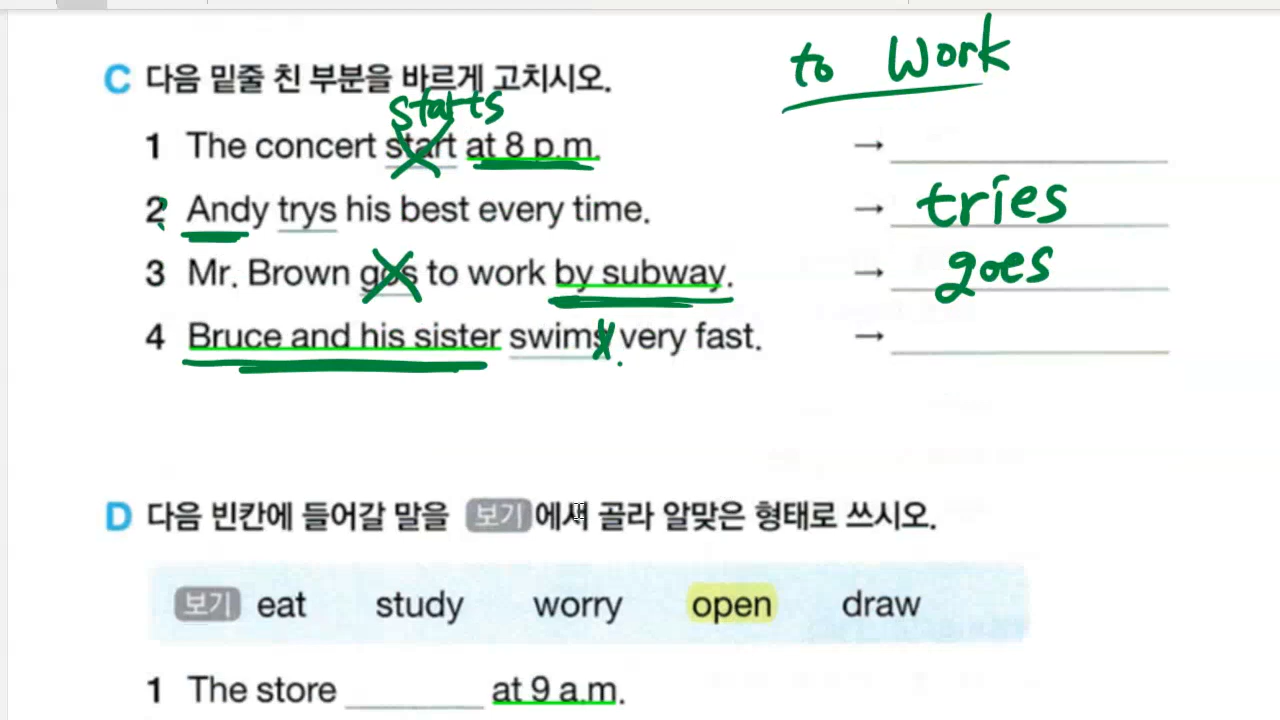 to Work
C 다음 밑줄 친 부분을 바르게 고치시오.
starts
1 The concert start at 8 p.m. →
2 Andy trys his best every time. → tries
3 Mr. Brown gos to work by subway. → goes
4 Bruce and his sister swims very fast. →
D 다음 빈칸에 들어갈 말을 보기 에서 골라 알맞은 형태로 쓰시오.
보기 eat study worry open draw
1 The store ______ at 9 a.m.